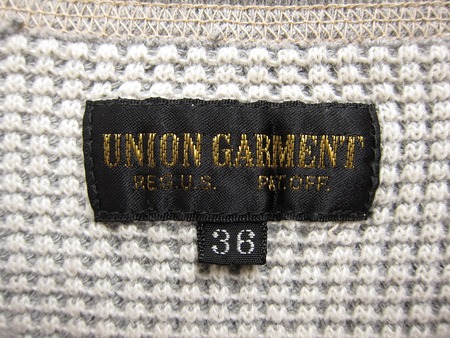 UNION GARMENT
REG.U.S. PAT.OFF.
36